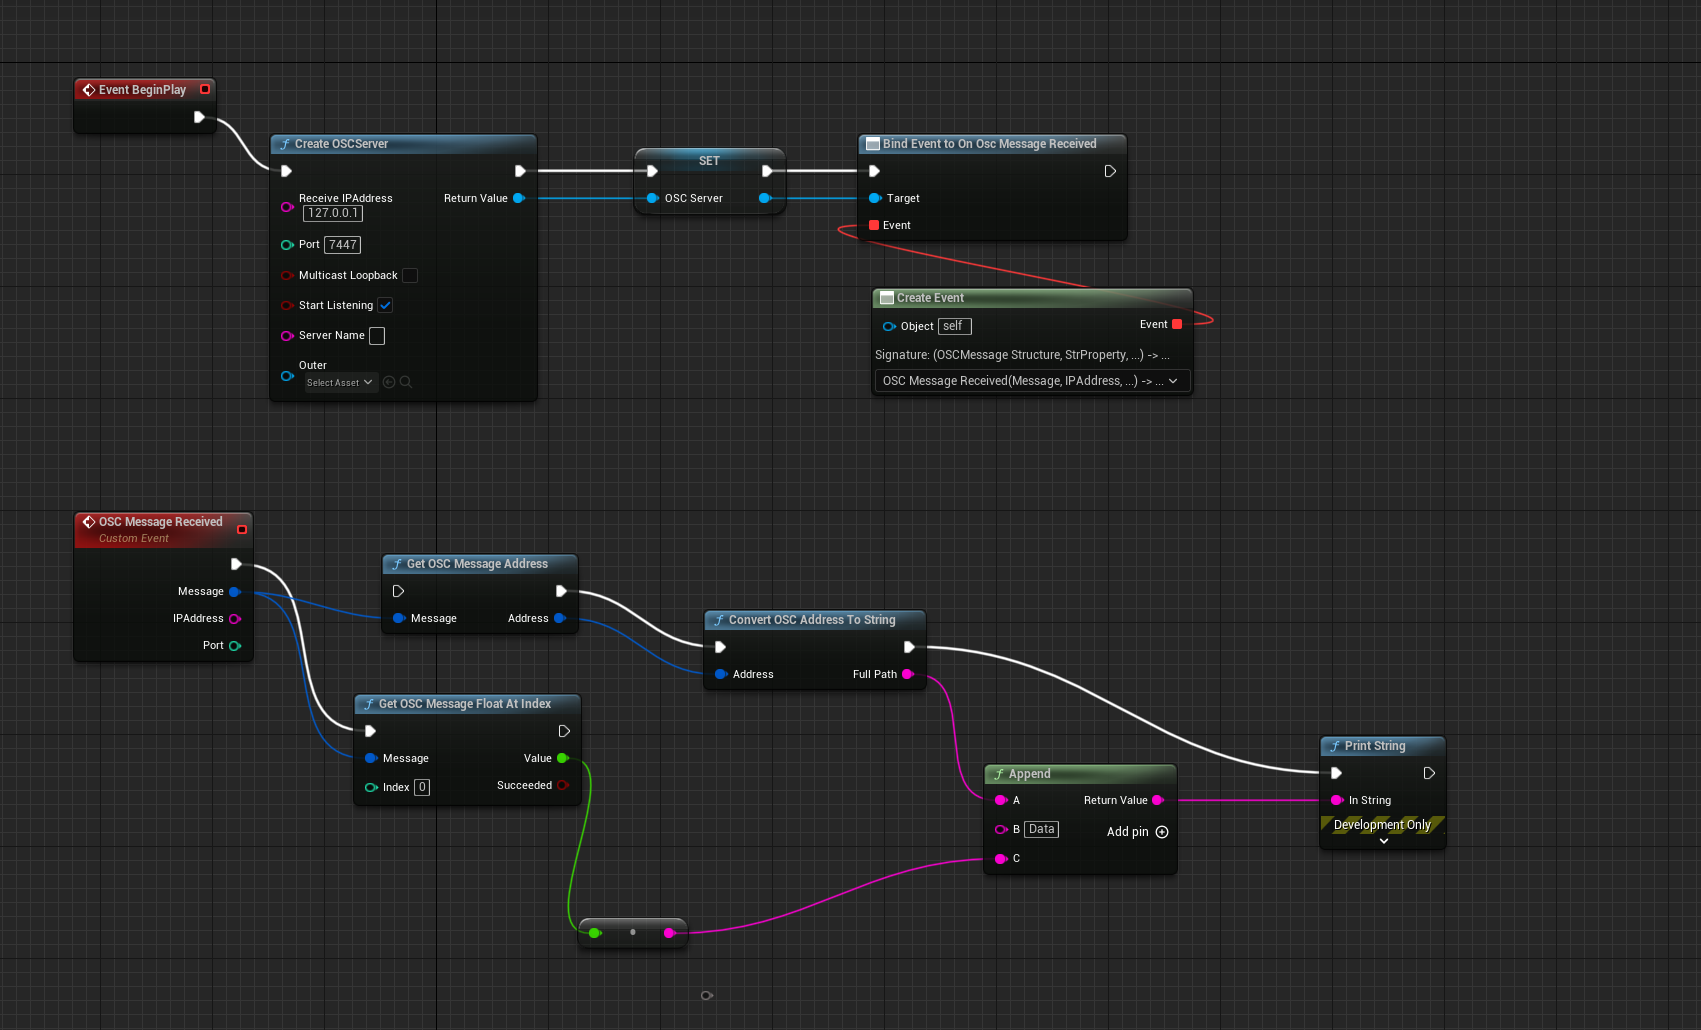 Event BeginPlay
Create OSCServer
Receive IPAddress
127.0.0.1
Return Value
Port 7447
Multicast Loopback
Start Listening
Server Name
Outer
Select Asset
SET
OSC Server
Bind Event to On Osc Message Received
Target
Event
Create Event
Object self
Event
Signature: (OSCMessage Structure, StrProperty, ...) -> ...
OSC Message Received(Message, IPAddress, ...) -> ...
OSC Message Received
Custom Event
Message
IPAddress
Port
Get OSC Message Address
Message
Address
Get OSC Message Float At Index
Message
Value
Index 0
Succeeded
Convert OSC Address To String
Address
Full Path
Append
A
Return Value
B Data
Add pin
C
Print String
In String
Development Only